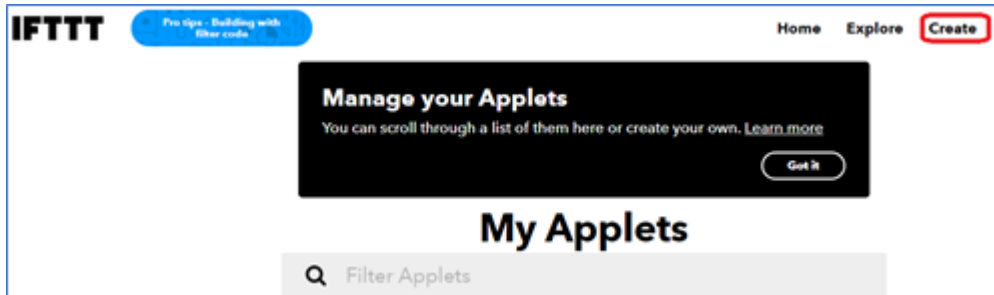 IFTTT
Pro tips - Building with
filter code
Home Explore Create
Manage your Applets
You can scroll through a list of them here or create your own. Learn more
Got it
My Applets
Filter Applets